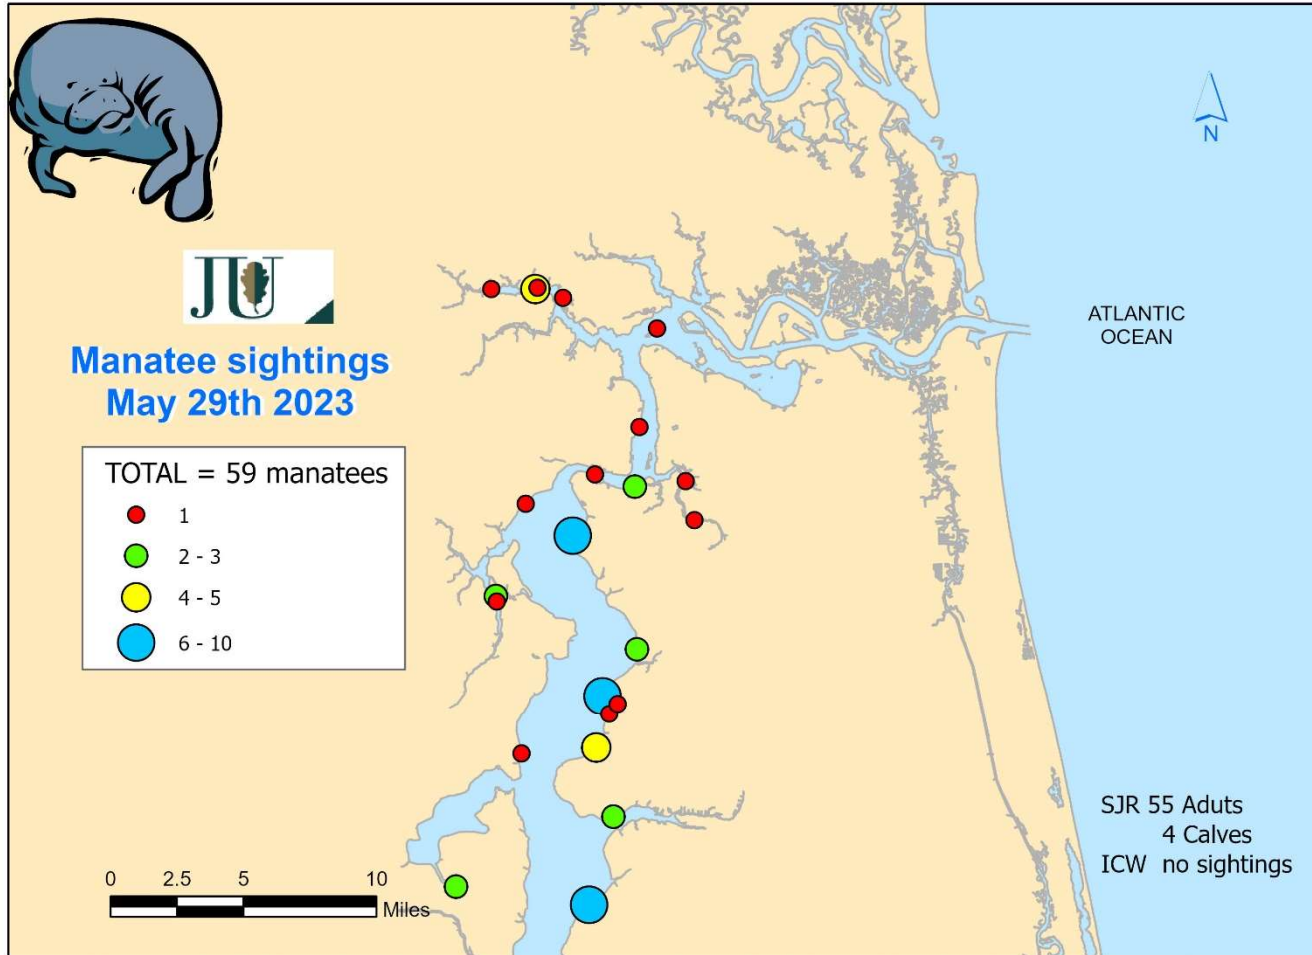 N
JU
ATLANTIC
OCEAN
Manatee sightings
May 29th 2023
TOTAL = 59 manatees
1
2 - 3
4 - 5
6 - 10
SJR 55 Aduts
4 Calves
ICW no sightings
0 2.5 5 10
Miles